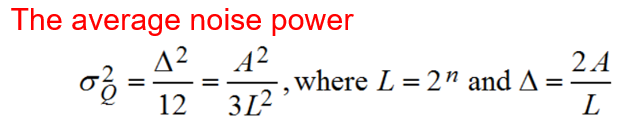 The average noise power
σ_Q^2 = Δ^2/12 = A^2/3L^2, where L = 2^n and Δ = 2A/L